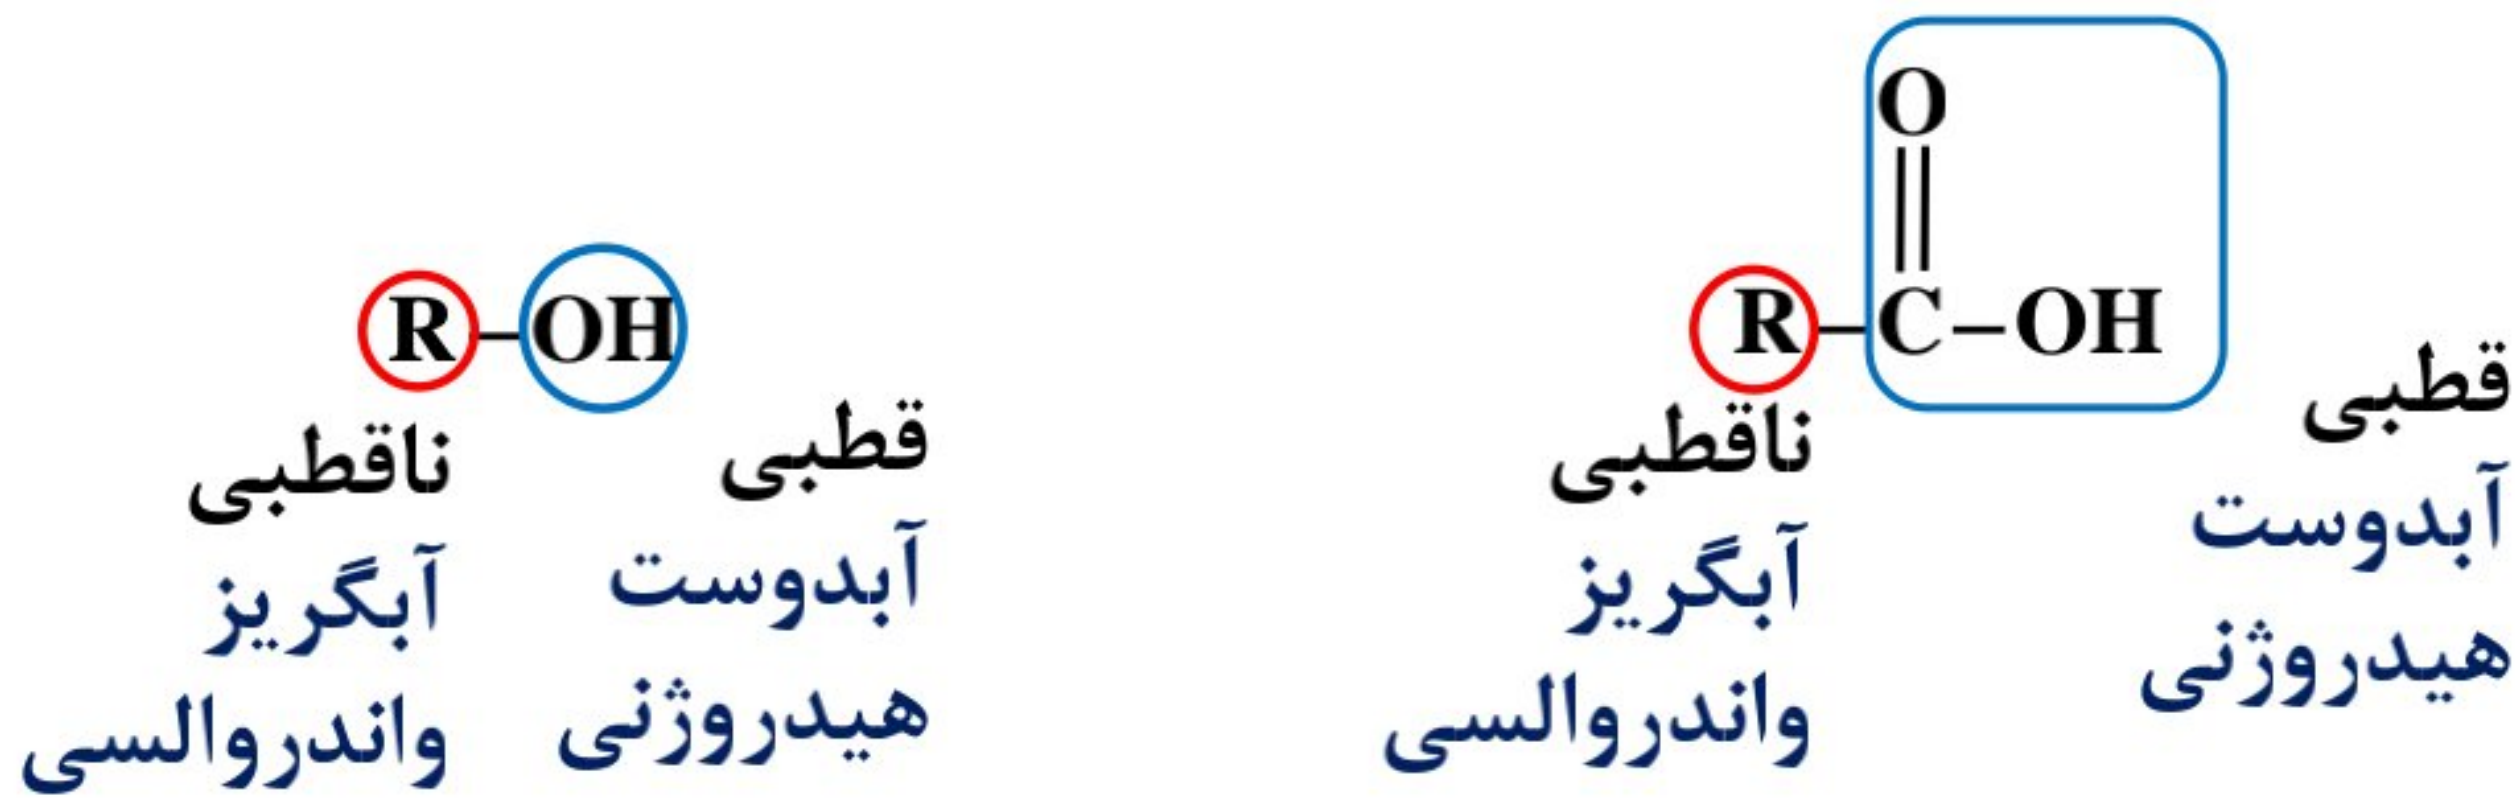 R–OH
ناقطبی
آبگریز
واندروالسی
قطبی
آبدوست
هیدروژنی
O
R–C–OH
ناقطبی
آبگریز
واندروالسی
قطبی
آبدوست
هیدروژنی